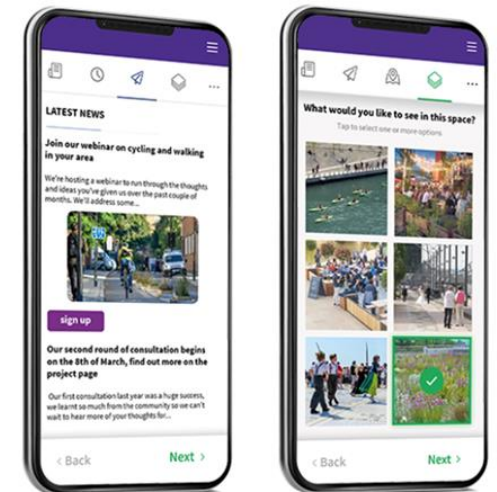 LATEST NEWS
Join our webinar on cycling and walking
in your area
We're hosting a webinar to run through the thoughts
and ideas you've given us over the past couple of
months. We'll address some...
sign up
Our second round of consultation begins
on the 8th of March, find out more on the
project page
Our first consultation last year was a huge success,
we learnt so much from the community so we can't
wait to hear more of your thoughts for...
< Back
Next >
What would you like to see in this space?
Tap to select one or more options
< Back
Next >